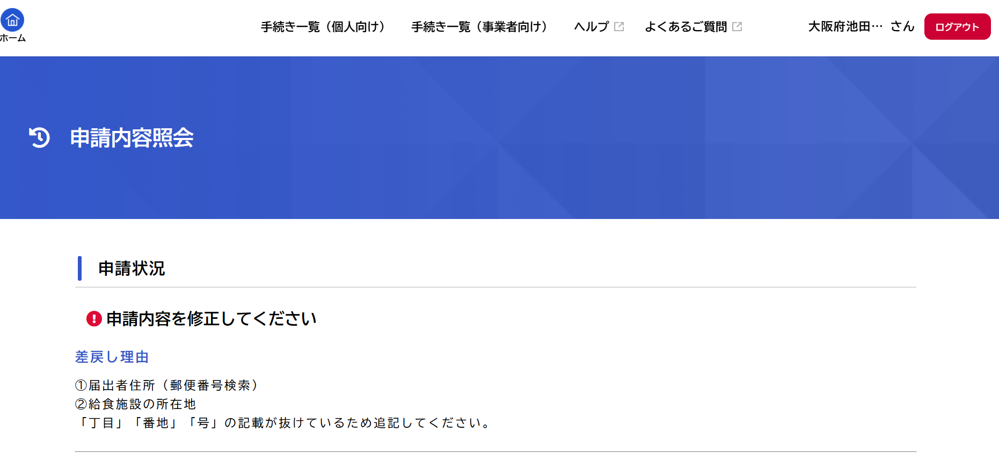 ホーム
手続き一覧（個人向け）
手続き一覧（事業者向け）
ヘルプ
よくあるご質問
大阪府池田… さん
ログアウト
申請内容照会
申請状況
申請内容を修正してください
差戻し理由
①届出者住所（郵便番号検索）
②給食施設の所在地
「丁目」「番地」「号」の記載が抜けているため追記してください。